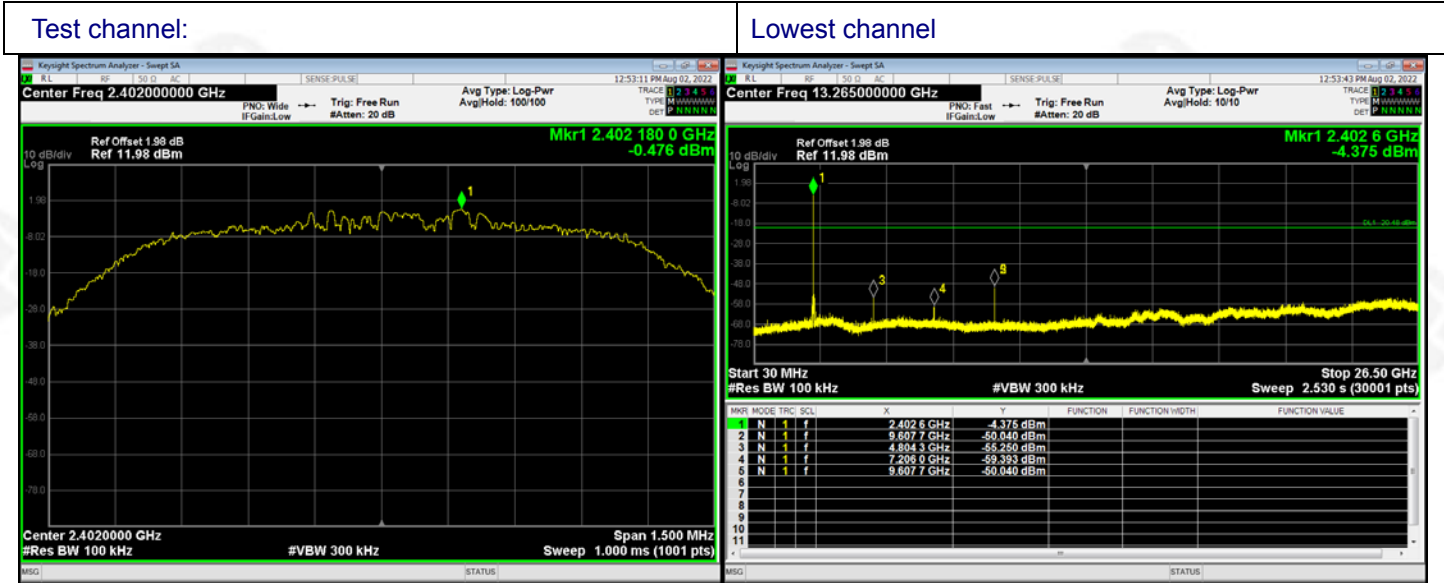 Test channel: Lowest channel
Keysight Spectrum Analyzer - Swept SA
RL RF 50 Ω AC SENSE:PULSE 12:53:11 PM Aug 02, 2022
Center Freq 2.402000000 GHz
PNO: Wide
IFGain:Low
Trig: Free Run
#Atten: 20 dB
Avg Type: Log-Pwr
Avg|Hold: 100/100
TRACE 1 2 3 4 5 6
TYPE M WWWWW
DET P N N N N N
Ref Offset 1.98 dB
10 dB/div Ref 11.98 dBm
Log
Mkr1 2.402 180 0 GHz
-0.476 dBm
1
1.98
-8.02
-18.0
-28.0
-38.0
-48.0
-58.0
-68.0
-78.0
Center 2.4020000 GHz Span 1.500 MHz
#Res BW 100 kHz #VBW 300 kHz Sweep 1.000 ms (1001 pts)
MSG STATUS
Keysight Spectrum Analyzer - Swept SA
RL RF 50 Ω AC SENSE:PULSE 12:53:43 PM Aug 02, 2022
Center Freq 13.265000000 GHz
PNO: Fast
IFGain:Low
Trig: Free Run
#Atten: 20 dB
Avg Type: Log-Pwr
Avg|Hold: 10/10
TRACE 1 2 3 4 5 6
TYPE M WWWWW
DET P N N N N N
Ref Offset 1.98 dB
10 dB/div Ref 11.98 dBm
Log
Mkr1 2.402 6 GHz
-4.375 dBm
1
1.98
-8.02
-18.0
DL1 -20.48 dBm
-28.0
-38.0
3
4
-48.0
-58.0
-68.0
-78.0
Start 30 MHz Stop 26.50 GHz
#Res BW 100 kHz #VBW 300 kHz Sweep 2.530 s (30001 pts)
MKR MODE TRC SCL X Y FUNCTION FUNCTION WIDTH FUNCTION VALUE
1 N 1 f 2.402 6 GHz -4.375 dBm
2 N 1 f 9.607 7 GHz -50.040 dBm
3 N 1 f 4.804 3 GHz -55.250 dBm
4 N 1 f 7.206 0 GHz -59.393 dBm
5 N 1 f 9.607 7 GHz -50.040 dBm
6
7
8
9
10
11
MSG STATUS